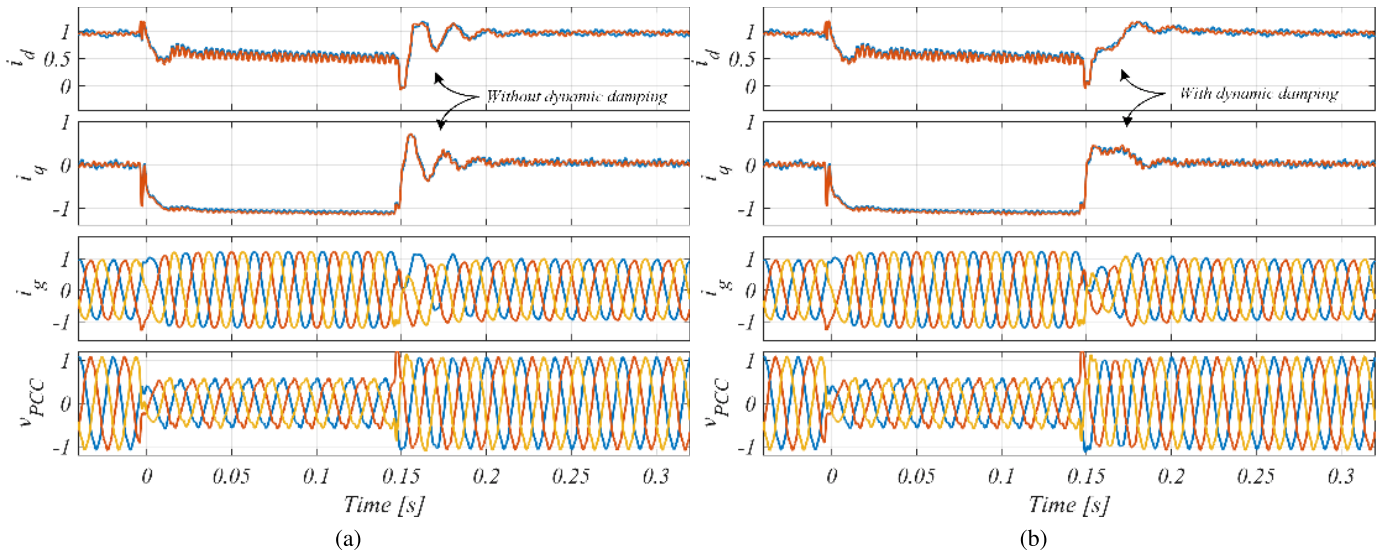 1
0.5
0
i_d
Without dynamic damping
1
0
-1
i_q
1
0
-1
i_g
1
0
-1
v_PCC
0 0.05 0.1 0.15 0.2 0.25 0.3
Time [s]
(a)
1
0.5
0
i_d
With dynamic damping
1
0
-1
i_q
1
0
-1
i_g
1
0
-1
v_PCC
0 0.05 0.1 0.15 0.2 0.25 0.3
Time [s]
(b)